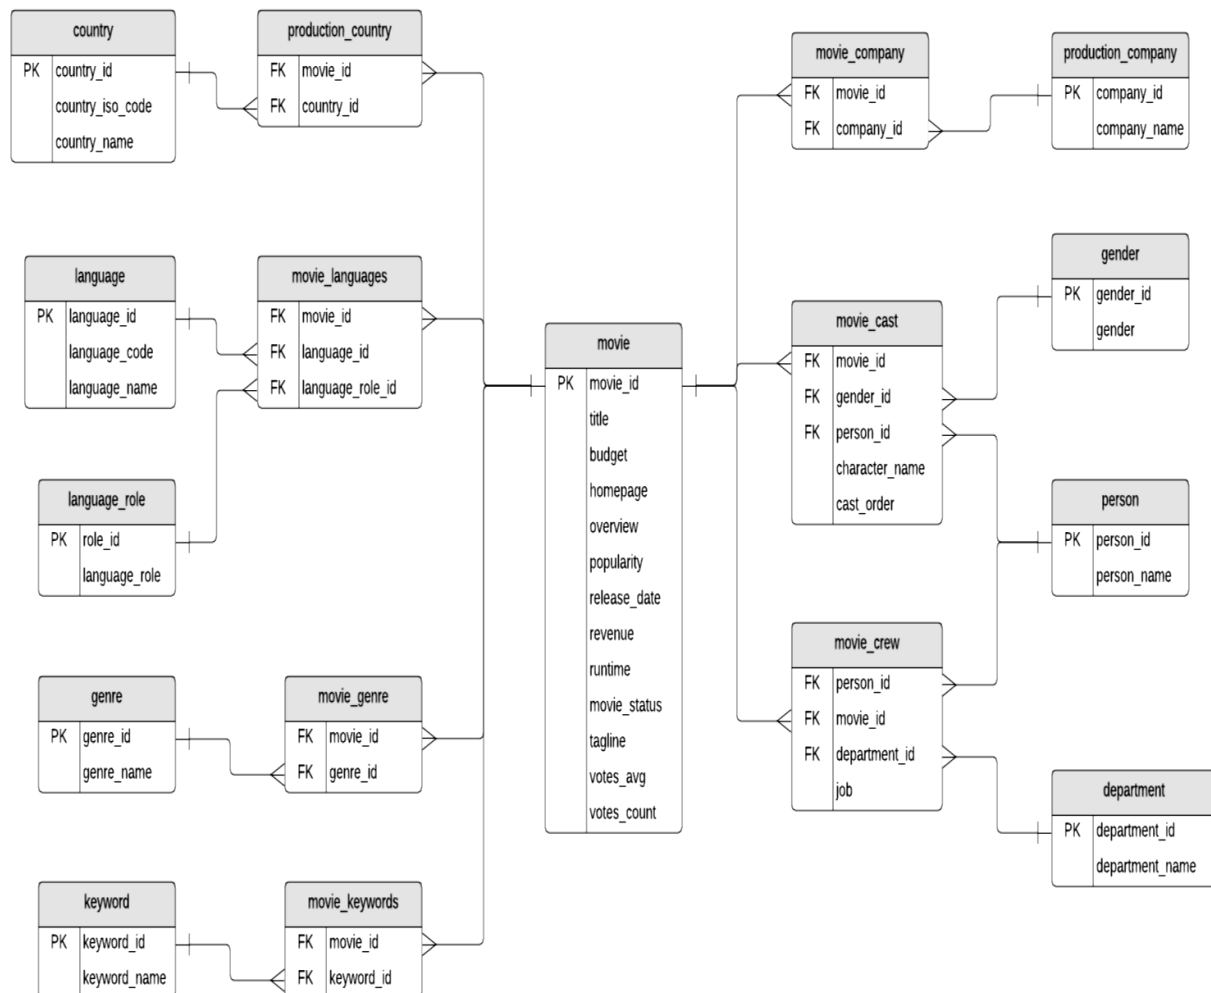 country
PK country_id
country_iso_code
country_name
production_country
FK movie_id
FK country_id
movie_company
FK movie_id
FK company_id
production_company
PK company_id
company_name
language
PK language_id
language_code
language_name
movie_languages
FK movie_id
FK language_id
FK language_role_id
gender
PK gender_id
gender
movie
PK movie_id
title
budget
homepage
overview
popularity
release_date
revenue
runtime
movie_status
tagline
votes_avg
votes_count
movie_cast
FK movie_id
FK gender_id
FK person_id
character_name
cast_order
language_role
PK role_id
language_role
person
PK person_id
person_name
genre
PK genre_id
genre_name
movie_genre
FK movie_id
FK genre_id
movie_crew
FK person_id
FK movie_id
FK department_id
job
department
PK department_id
department_name
keyword
PK keyword_id
keyword_name
movie_keywords
FK movie_id
FK keyword_id